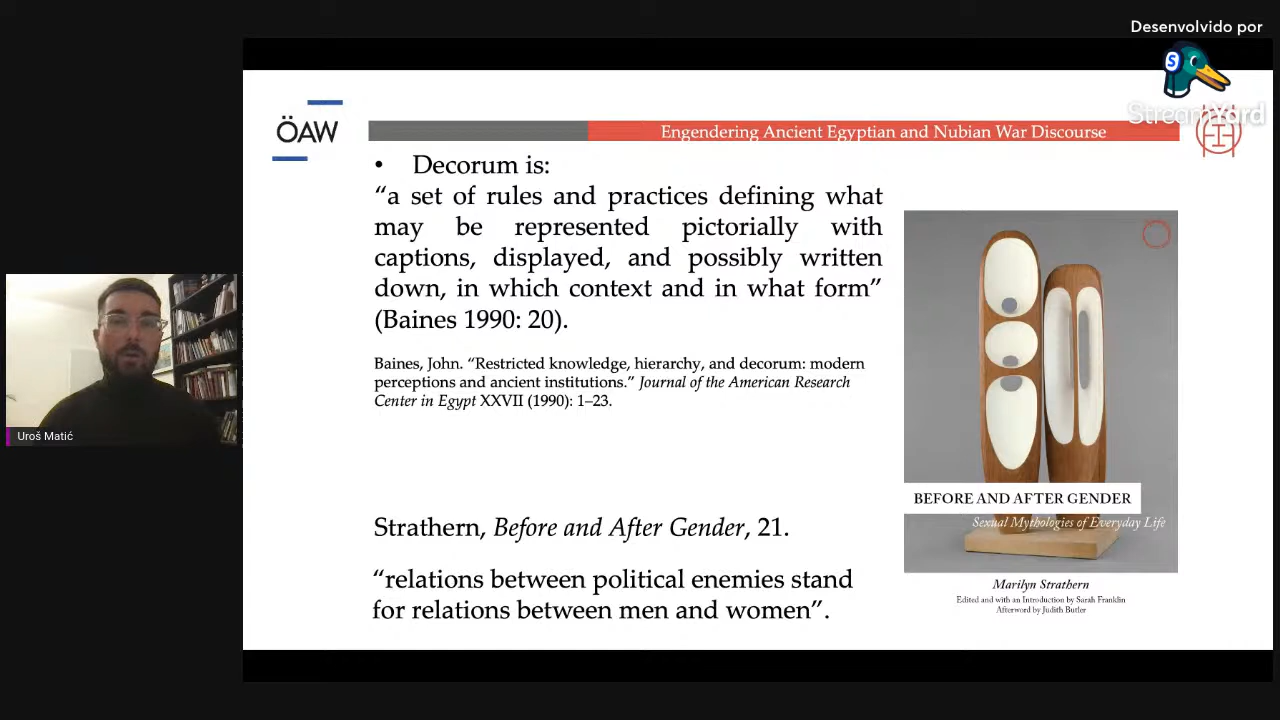 Desenvolvido por
StreamYard
ÖAW
Engendering Ancient Egyptian and Nubian War Discourse
• Decorum is:
“a set of rules and practices defining what
may be represented pictorially with
captions, displayed, and possibly written
down, in which context and in what form”
(Baines 1990: 20).
Baines, John. “Restricted knowledge, hierarchy, and decorum: modern
perceptions and ancient institutions.” Journal of the American Research
Center in Egypt XXVII (1990): 1–23.
Strathern, Before and After Gender, 21.
“relations between political enemies stand
for relations between men and women”.
BEFORE AND AFTER GENDER
Sexual Mythologies of Everyday Life
Marilyn Strathern
Edited and with an Introduction by Sarah Franklin
Afterword by Judith Butler
Uroš Matić